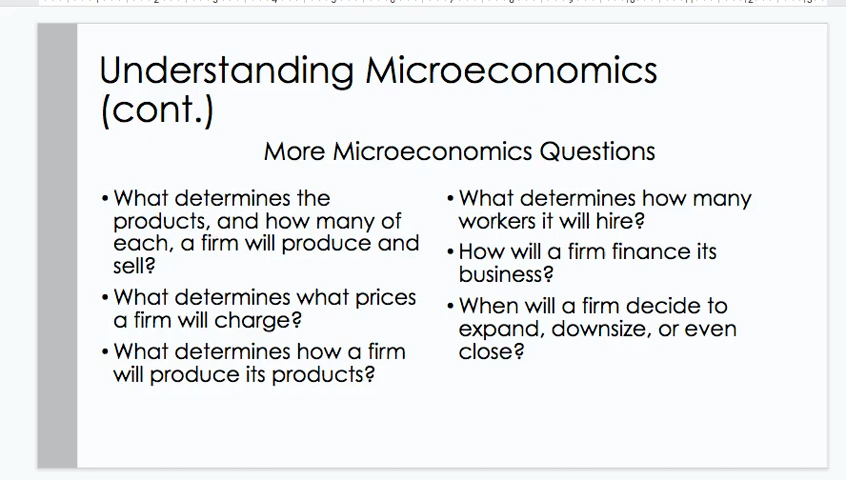 Understanding Microeconomics
(cont.)
More Microeconomics Questions
• What determines the
products, and how many of
each, a firm will produce and
sell?
• What determines what prices
a firm will charge?
• What determines how a firm
will produce its products?
• What determines how many
workers it will hire?
• How will a firm finance its
business?
• When will a firm decide to
expand, downsize, or even
close?